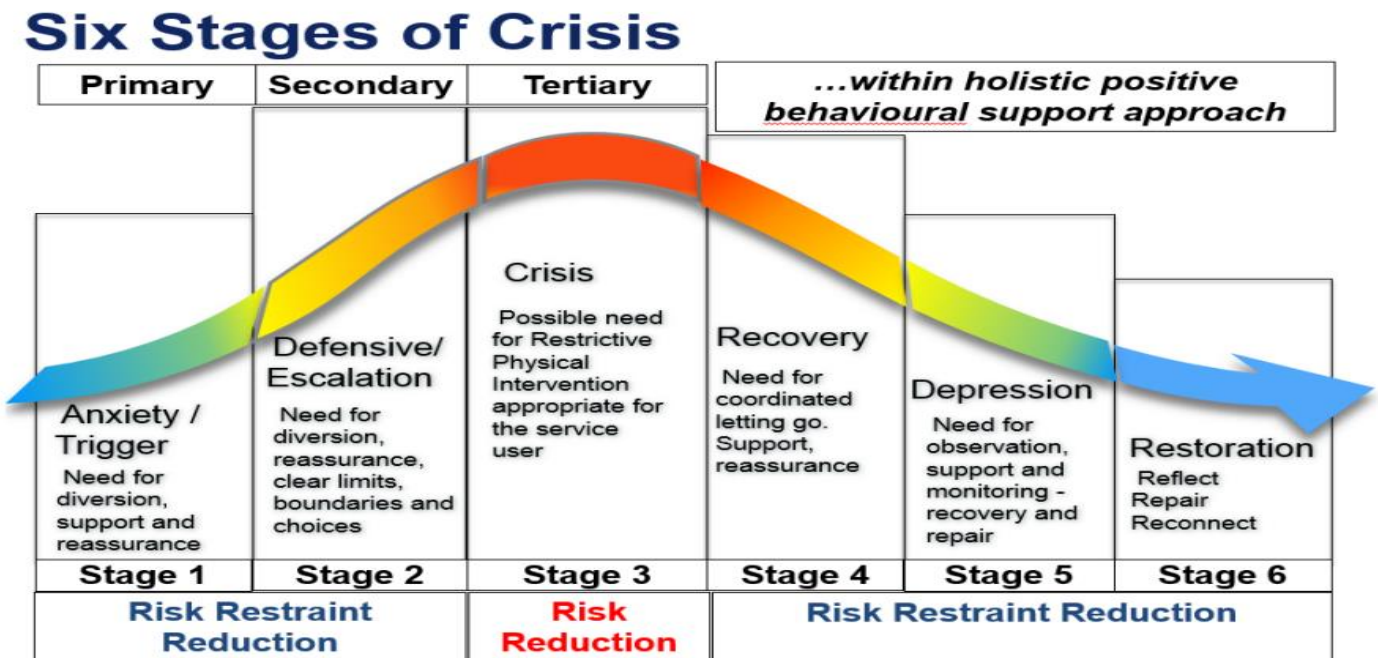 Six Stages of Crisis
Primary
Secondary
Tertiary
...within holistic positive
behavioural support approach
Anxiety /
Trigger
Need for
diversion,
support and
reassurance
Defensive/
Escalation
Need for
diversion,
reassurance,
clear limits,
boundaries and
choices
Crisis
Possible need
for Restrictive
Physical
Intervention
appropriate for
the service
user
Recovery
Need for
coordinated
letting go.
Support,
reassurance
Depression
Need for
observation,
support and
monitoring -
recovery and
repair
Restoration
Reflect
Repair
Reconnect
Stage 1
Stage 2
Stage 3
Stage 4
Stage 5
Stage 6
Risk Restraint
Reduction
Risk
Reduction
Risk Restraint Reduction